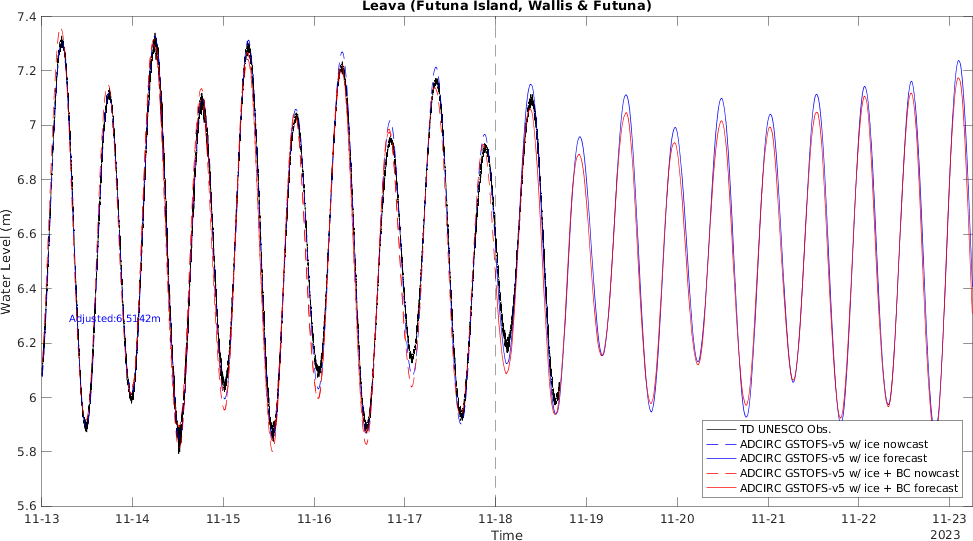 Leava (Futuna Island, Wallis & Futuna)
7.4
7.2
7
6.8
6.6
6.4
6.2
6
5.8
5.6
Water Level (m)
Adjusted:6.5142m
TD UNESCO Obs.
ADCIRC GSTOFS-v5 w/ ice nowcast
ADCIRC GSTOFS-v5 w/ ice forecast
ADCIRC GSTOFS-v5 w/ ice + BC nowcast
ADCIRC GSTOFS-v5 w/ ice + BC forecast
11-13 11-14 11-15 11-16 11-17 11-18 11-19 11-20 11-21 11-22 11-23
2023
Time